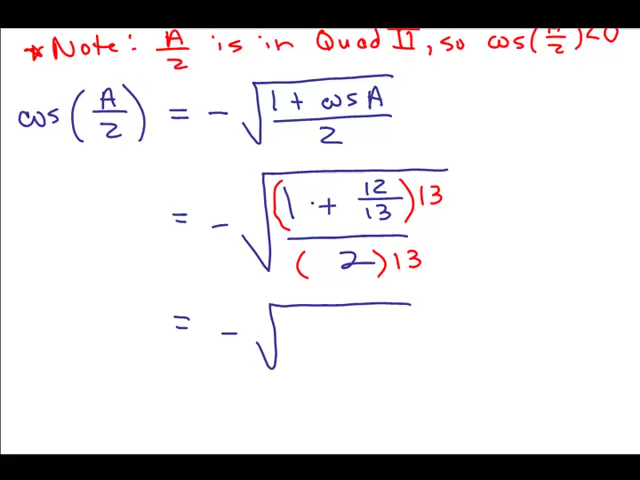 *Note: A/2 is in Quad II, so cos(A/2)<0
cos(A/2) = - √((1 + cosA)/2)
= - √((1 + 12/13)13/(2)13)
= - √